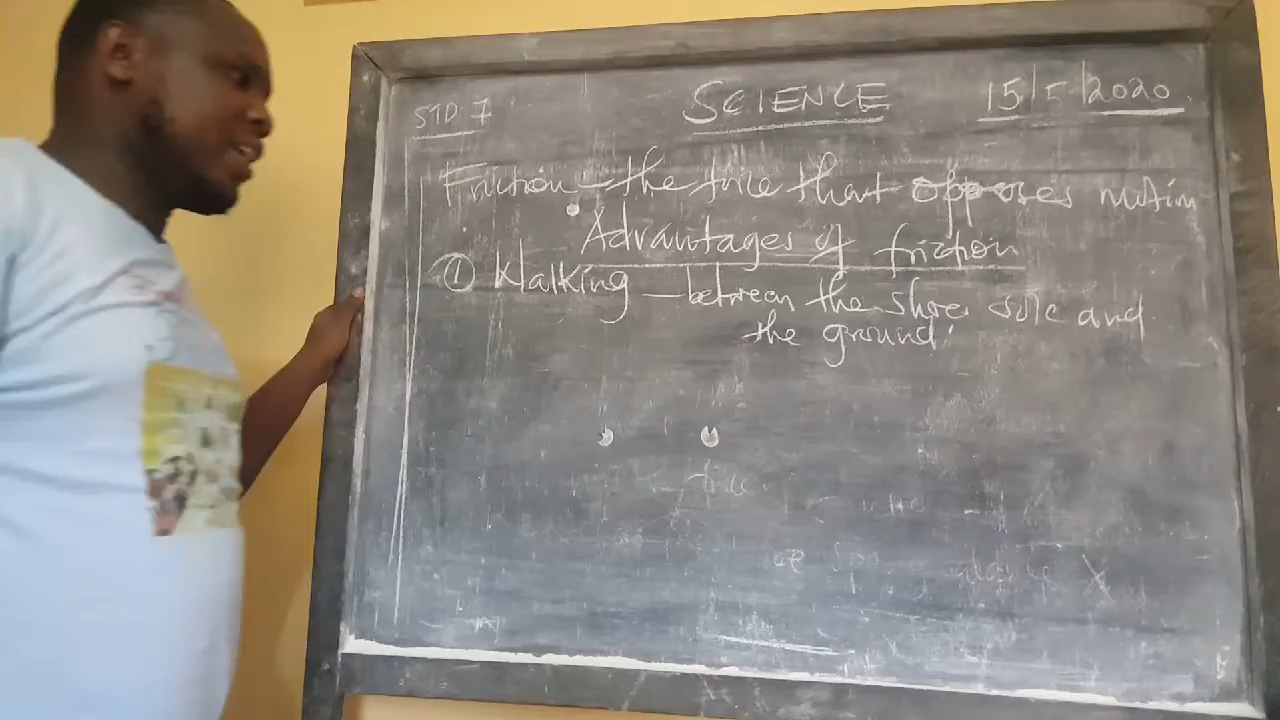 STD 7 SCIENCE 15/5/2020
Friction - the force that opposes motion
Advantages of friction
① Walking - between the shoe sole and
the ground.